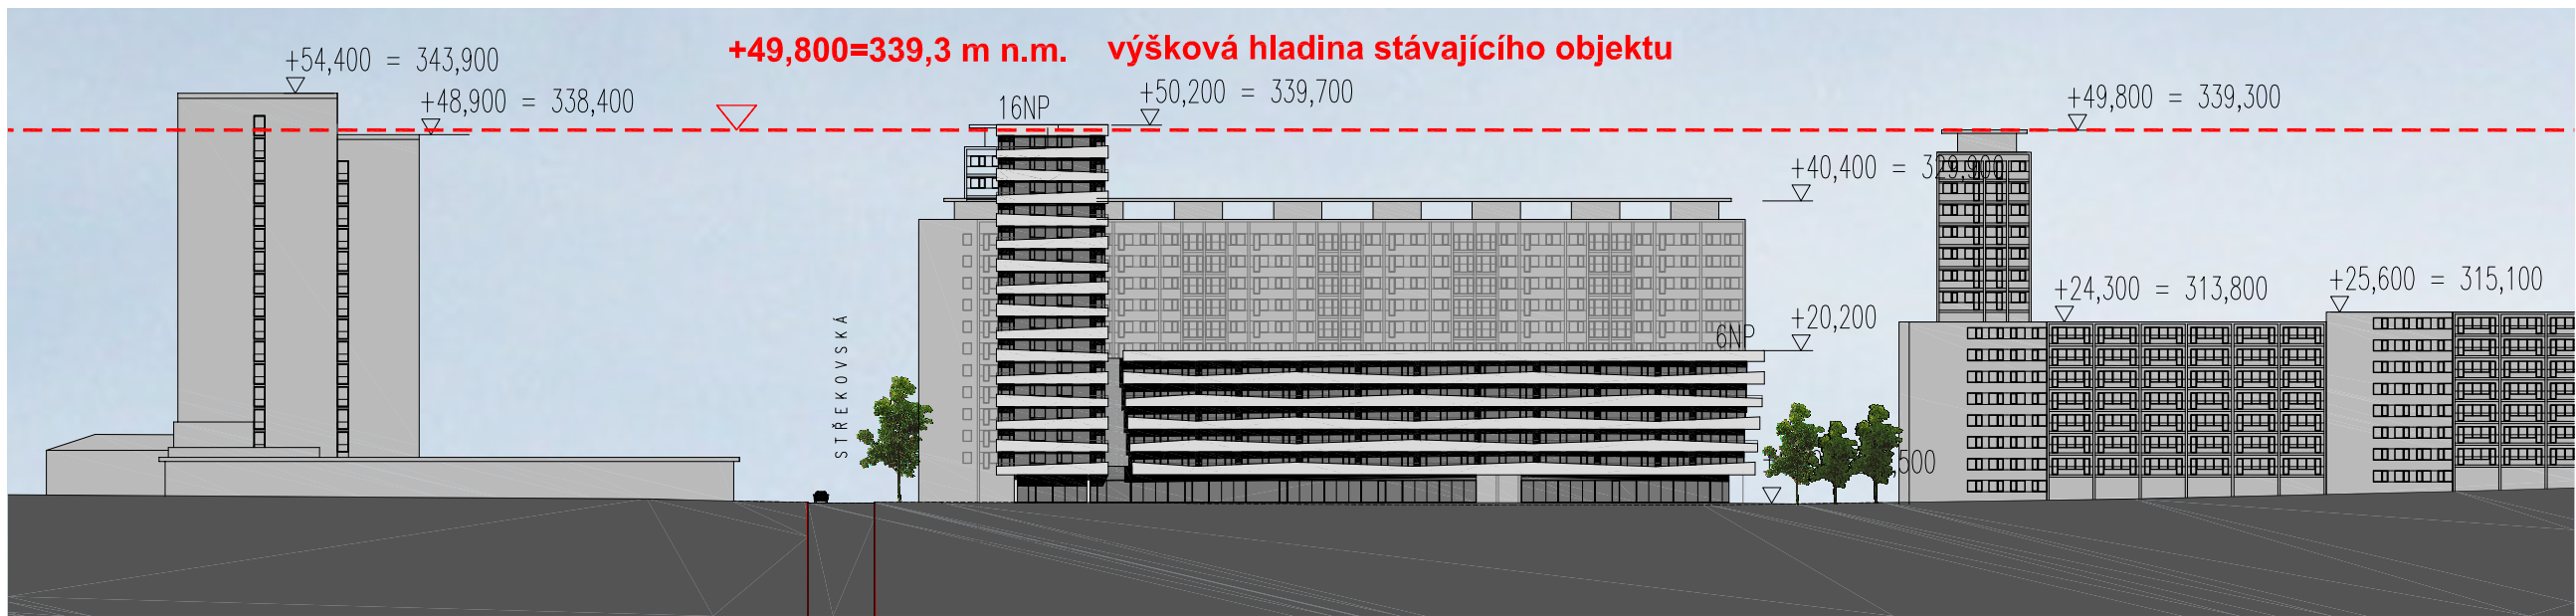 +49,800=339,3 m n.m. výšková hladina stávajícího objektu
+54,400 = 343,900
+48,900 = 338,400
16NP
+50,200 = 339,700
+49,800 = 339,300
+40,400 = 329,900
+24,300 = 313,800
+25,600 = 315,100
+20,200
6NP
STŘEKOVSKÁ
,500